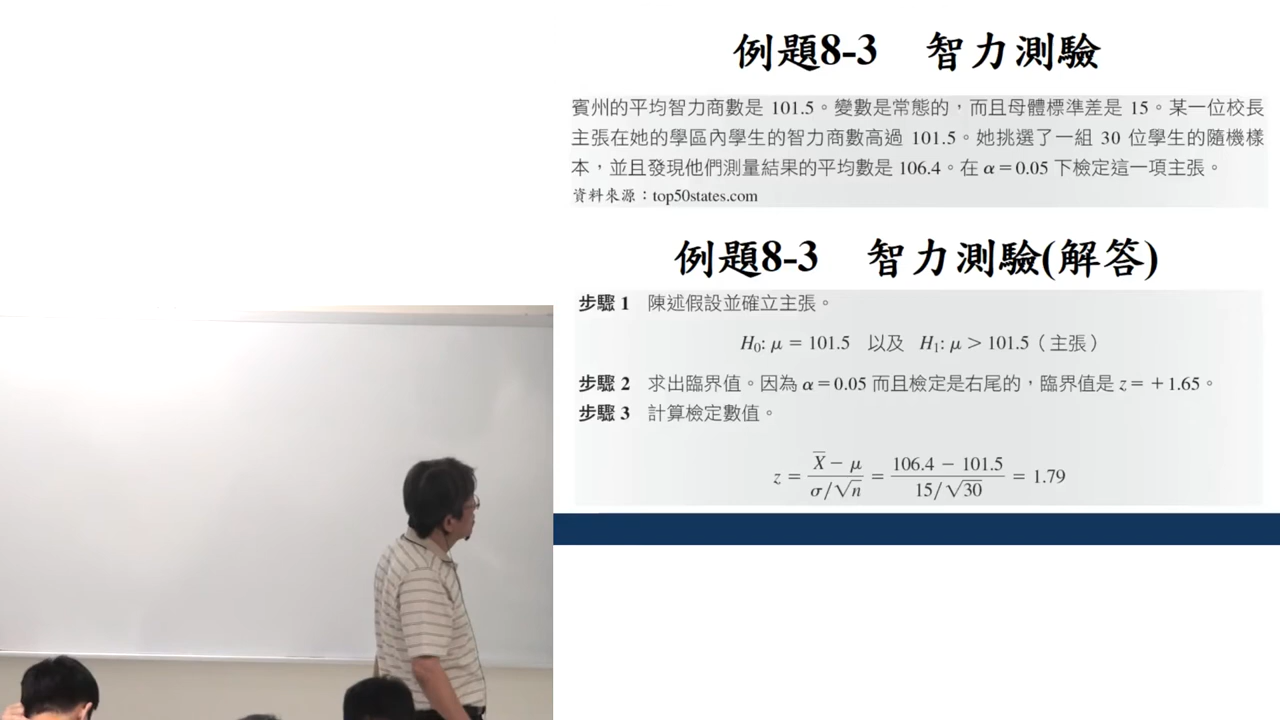 例題8-3 智力測驗
賓州的平均智力商數是 101.5。變數是常態的，而且母體標準差是 15。某一位校長
主張在她的學區內學生的智力商數高過 101.5。她挑選了一組 30 位學生的隨機樣
本，並且發現他們測量結果的平均數是 106.4。在 α＝0.05 下檢定這一項主張。
資料來源：top50states.com
例題8-3 智力測驗(解答)
步驟 1 陳述假設並確立主張。
H₀: μ = 101.5 以及 H₁: μ > 101.5（主張）
步驟 2 求出臨界值。因為 α＝0.05 而且檢定是右尾的，臨界值是 z = +1.65。
步驟 3 計算檢定數值。
z = (X̄ − μ)/(σ/√n) = (106.4 − 101.5)/(15/√30) = 1.79